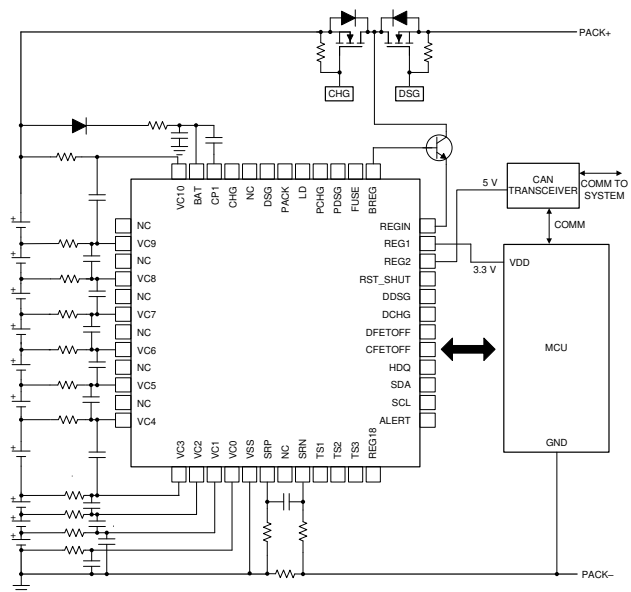 PACK+
CHG
DSG
VC10
BAT
CP1
CHG
NC
DSG
PACK
LD
PCHG
PDSG
FUSE
BREG
CAN
TRANSCEIVER
COMM TO
SYSTEM
5 V
COMM
3.3 V
VDD
MCU
GND
NC
VC9
NC
VC8
NC
VC7
NC
VC6
NC
VC5
NC
VC4
REGIN
REG1
REG2
RST_SHUT
DDSG
DCHG
DFETOFF
CFETOFF
HDQ
SDA
SCL
ALERT
VC3
VC2
VC1
VC0
VSS
SRP
NC
SRN
TS1
TS2
TS3
REG18
+
+
+
+
+
+
+
+
+
+
PACK–